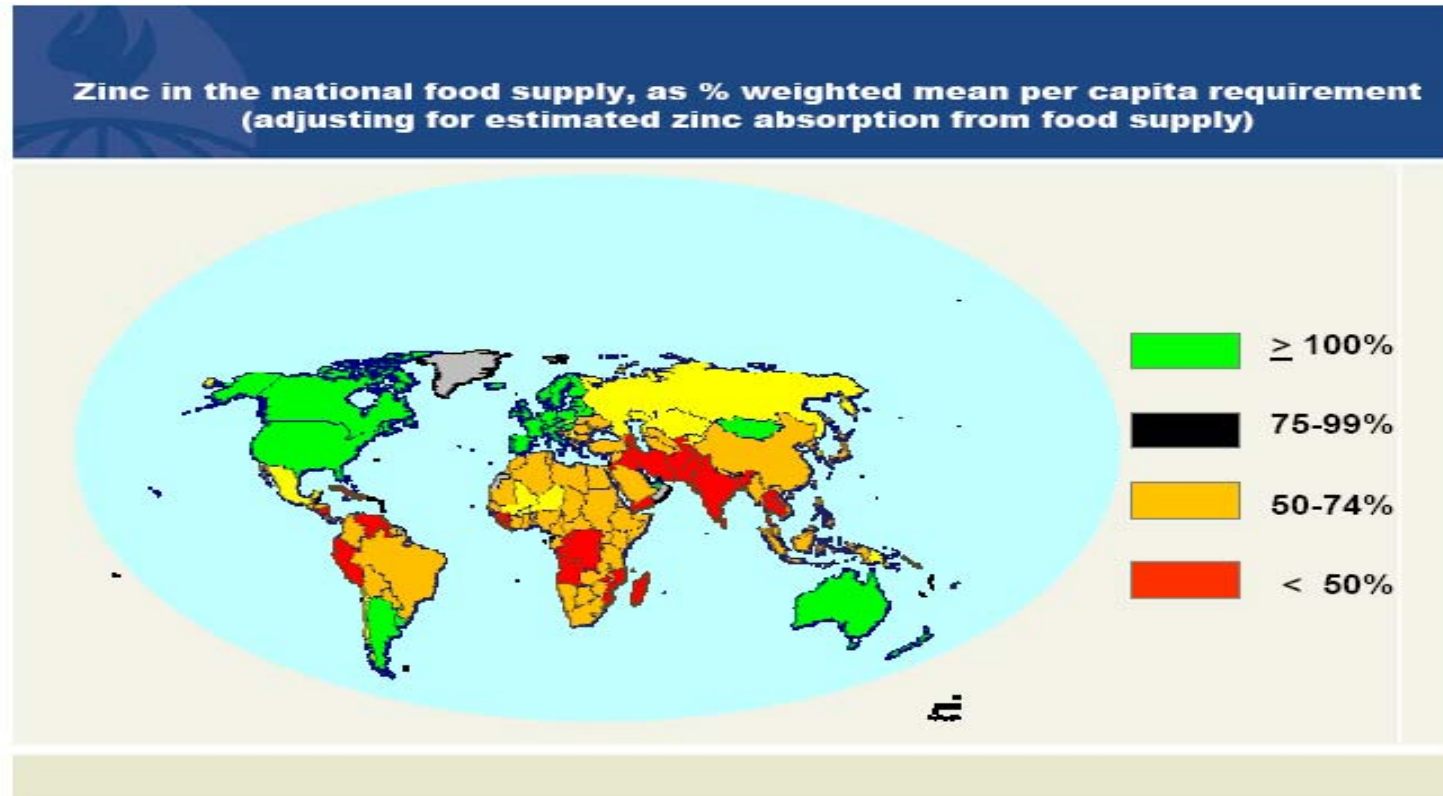 Zinc in the national food supply, as % weighted mean per capita requirement
(adjusting for estimated zinc absorption from food supply)
≥ 100%
75-99%
50-74%
< 50%